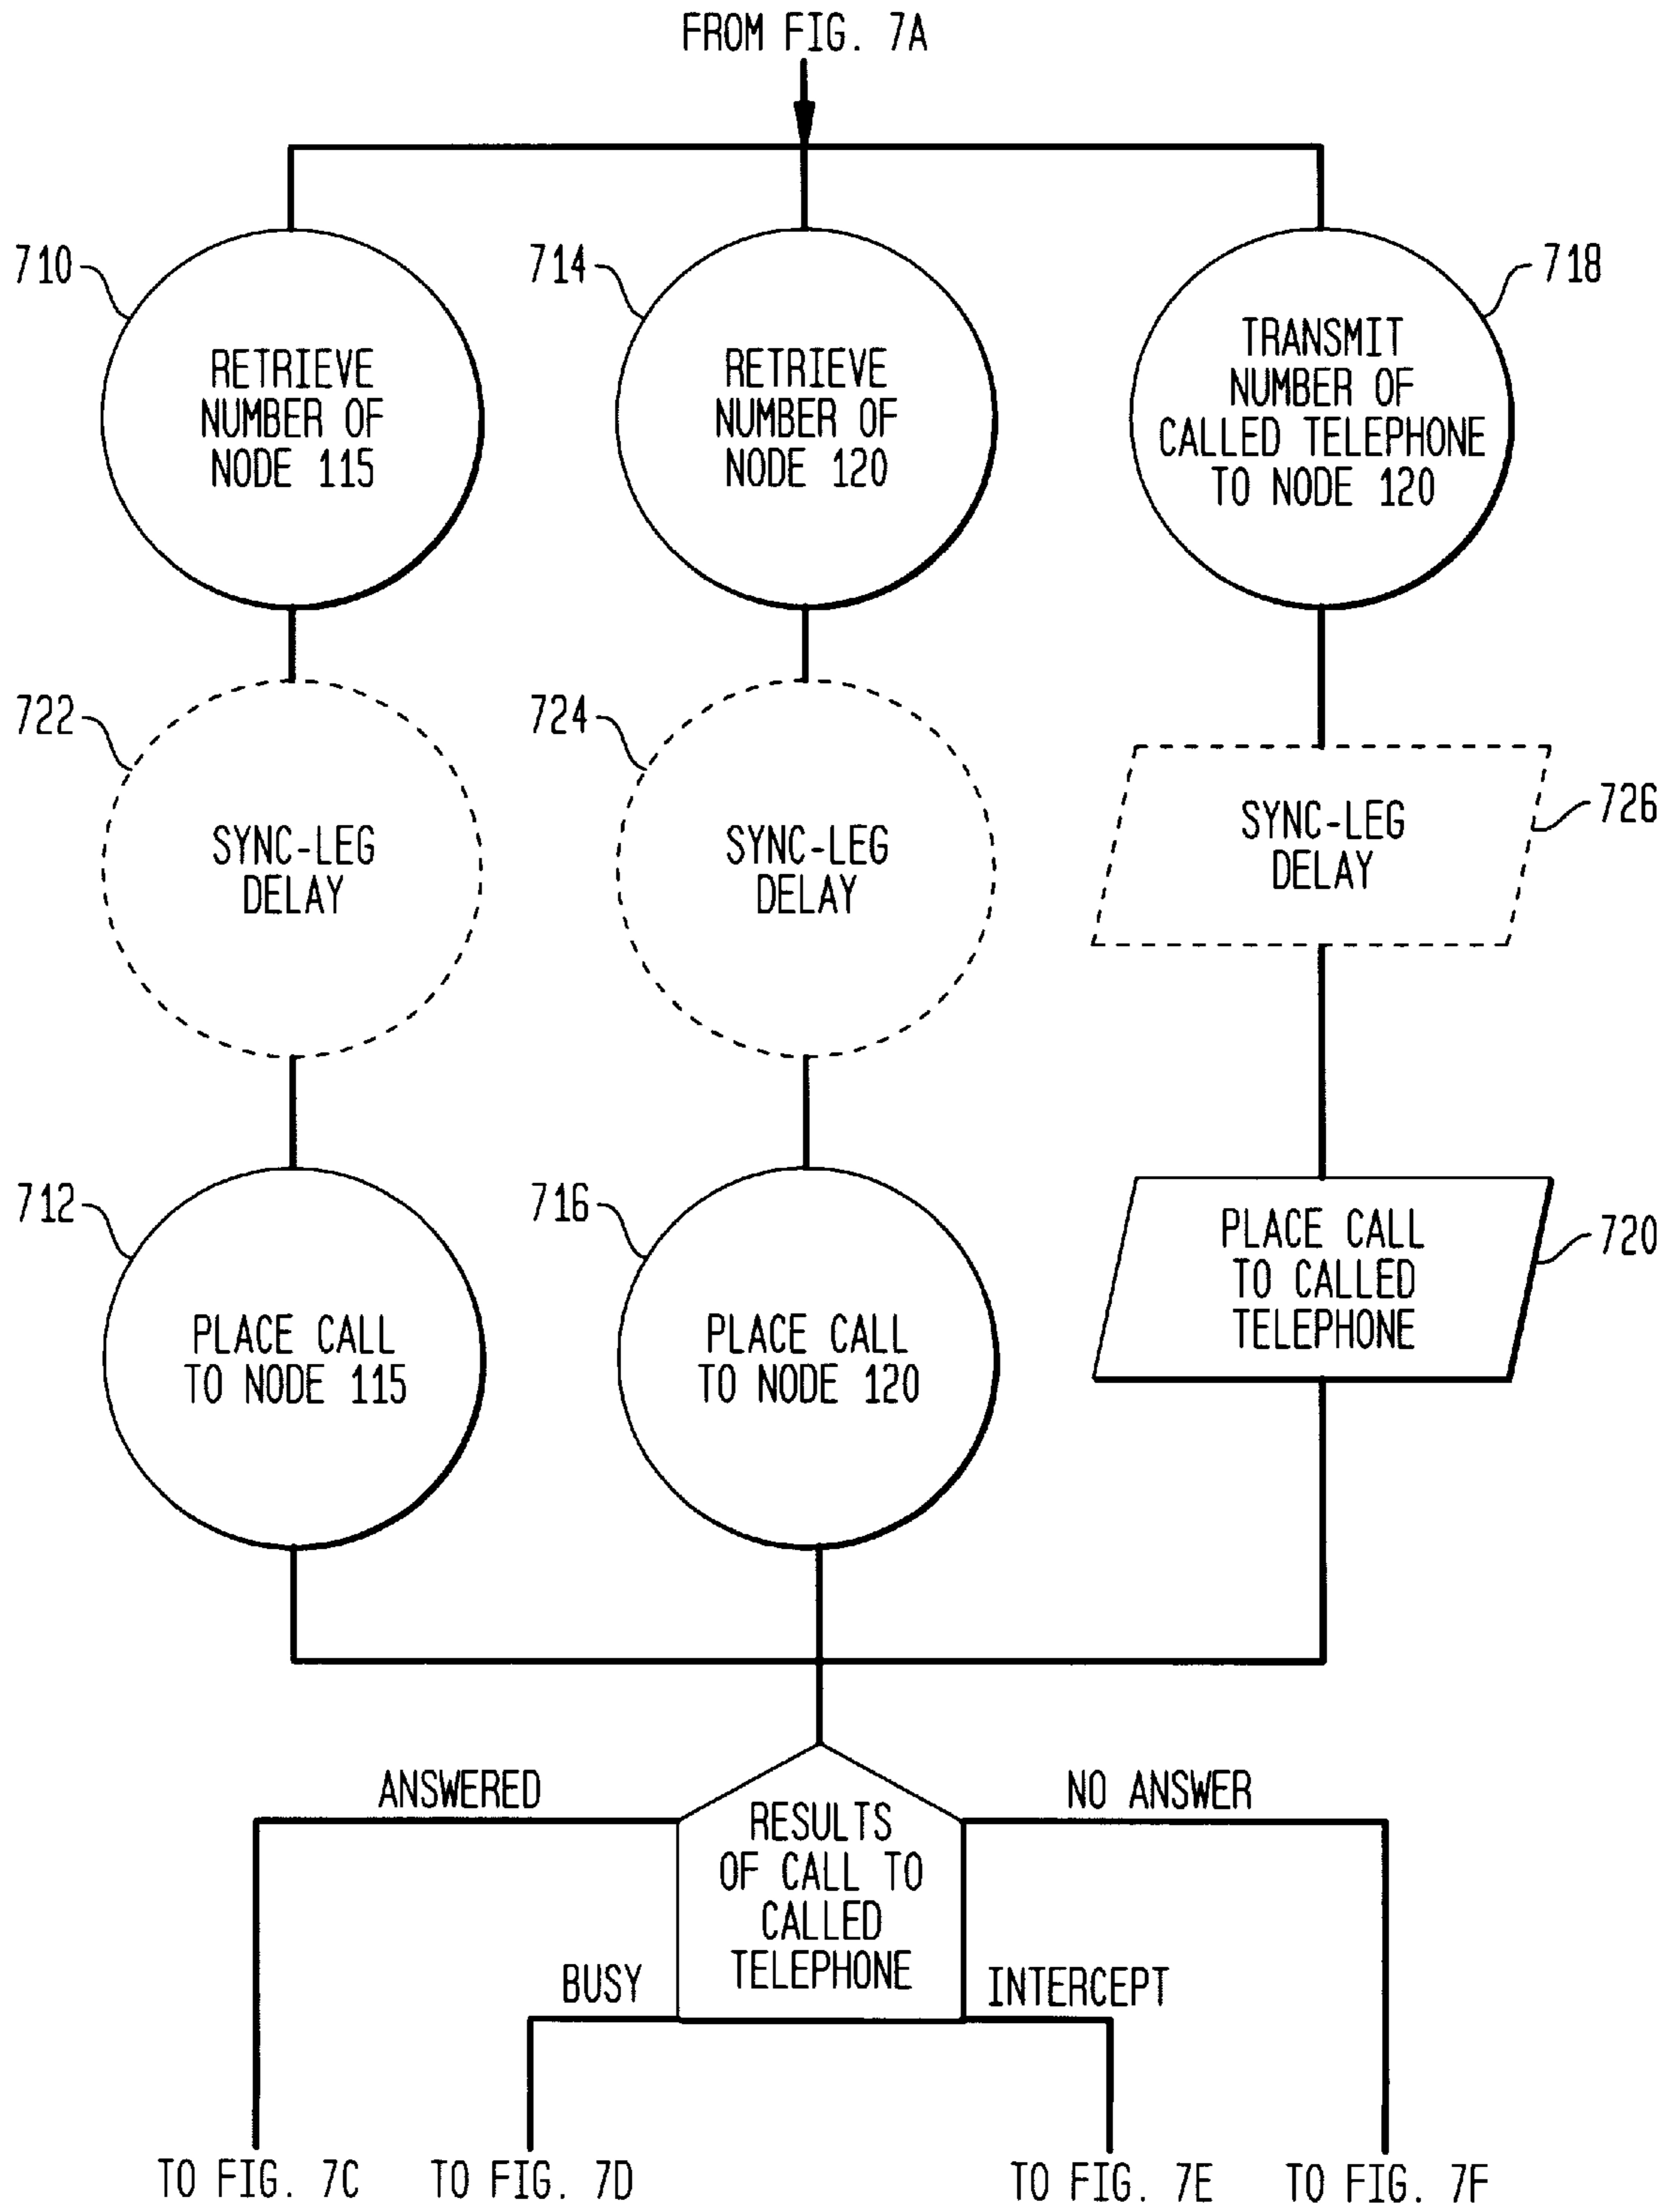 FROM FIG. 7A
710
RETRIEVE
NUMBER OF
NODE 115
714
RETRIEVE
NUMBER OF
NODE 120
718
TRANSMIT
NUMBER OF
CALLED TELEPHONE
TO NODE 120
722
SYNC-LEG
DELAY
724
SYNC-LEG
DELAY
726
SYNC-LEG
DELAY
712
PLACE CALL
TO NODE 115
716
PLACE CALL
TO NODE 120
720
PLACE CALL
TO CALLED
TELEPHONE
ANSWERED
NO ANSWER
RESULTS
OF CALL TO
CALLED
TELEPHONE
BUSY
INTERCEPT
TO FIG. 7C
TO FIG. 7D
TO FIG. 7E
TO FIG. 7F